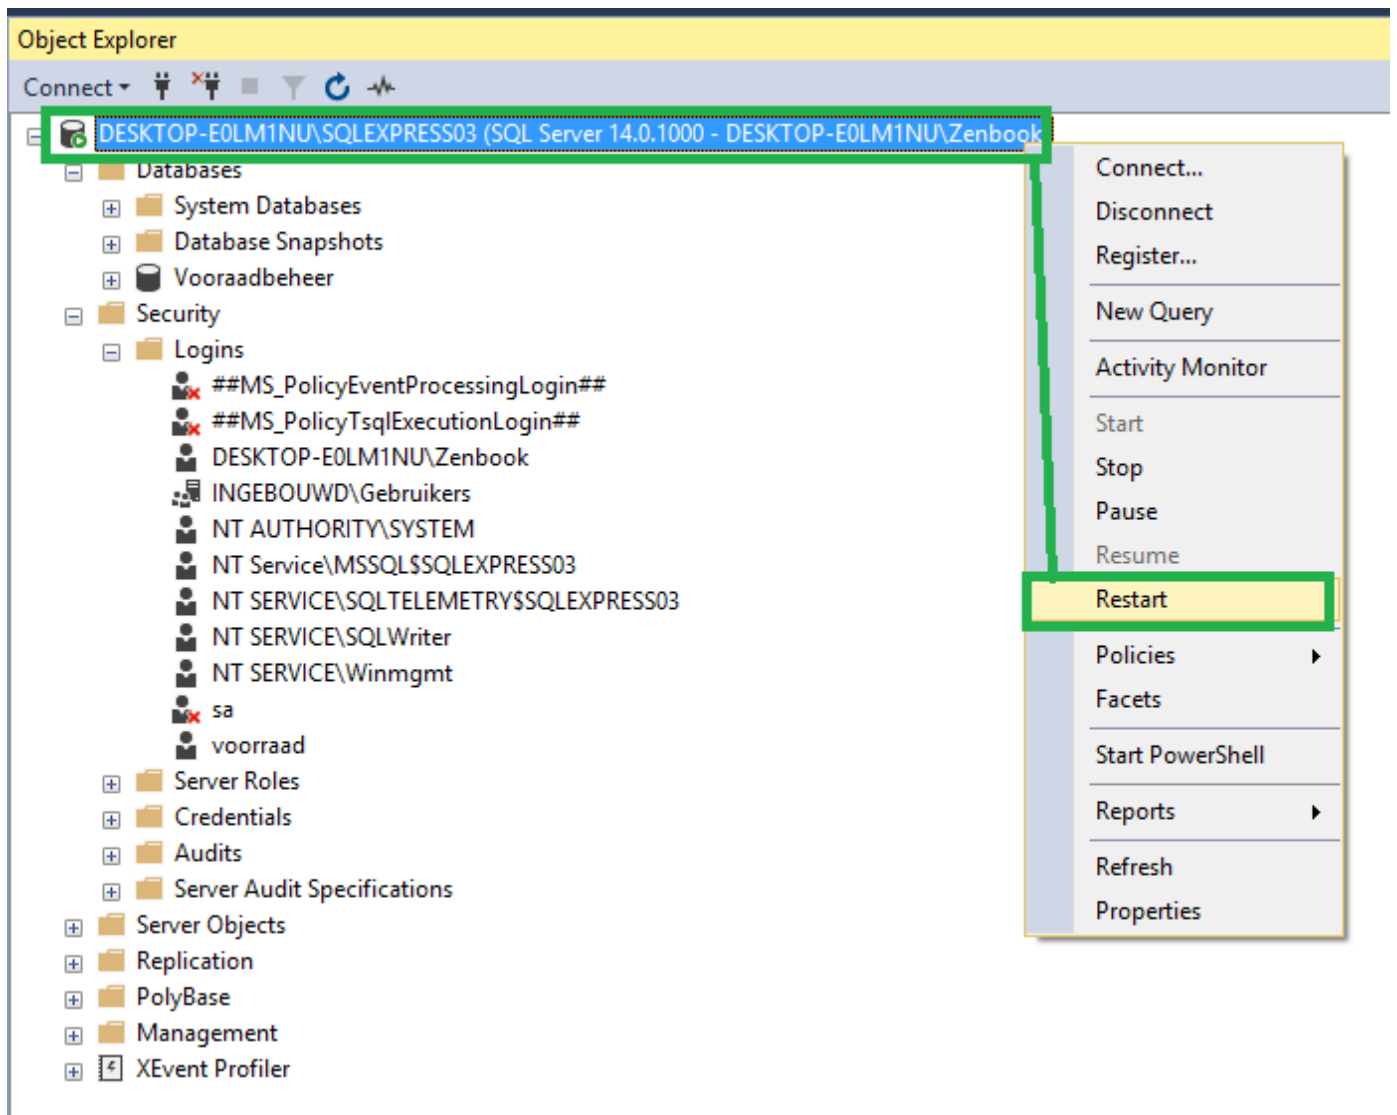 Object Explorer
Connect
DESKTOP-E0LM1NU\SQLEXPRESS03 (SQL Server 14.0.1000 - DESKTOP-E0LM1NU\Zenbook
Databases
System Databases
Database Snapshots
Vooraadbeheer
Security
Logins
##MS_PolicyEventProcessingLogin##
##MS_PolicyTsqlExecutionLogin##
DESKTOP-E0LM1NU\Zenbook
INGEBOUWD\Gebruikers
NT AUTHORITY\SYSTEM
NT Service\MSSQL$SQLEXPRESS03
NT SERVICE\SQLTELEMETRY$SQLEXPRESS03
NT SERVICE\SQLWriter
NT SERVICE\Winmgmt
sa
voorraad
Server Roles
Credentials
Audits
Server Audit Specifications
Server Objects
Replication
PolyBase
Management
XEvent Profiler
Connect...
Disconnect
Register...
New Query
Activity Monitor
Start
Stop
Pause
Resume
Restart
Policies
Facets
Start PowerShell
Reports
Refresh
Properties